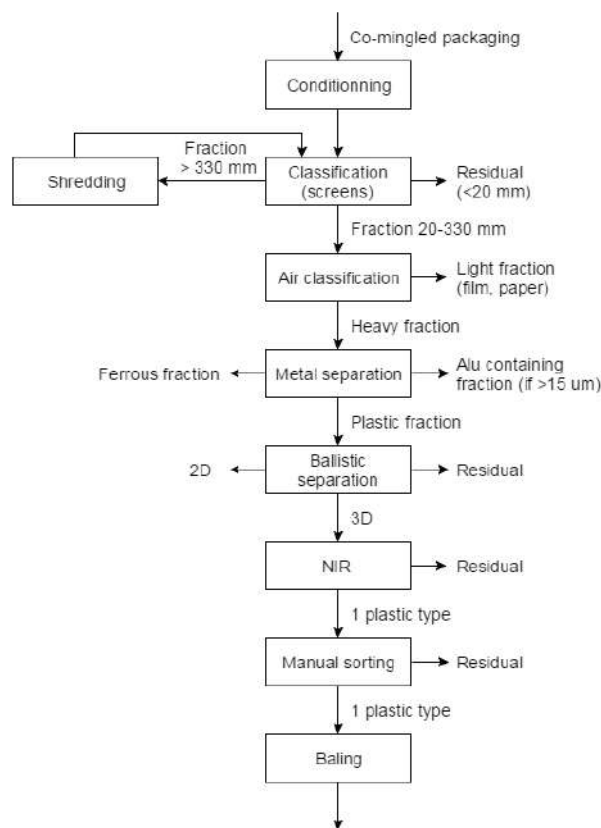 Co-mingled packaging
Conditionning
Fraction
> 330 mm
Shredding
Classification
(screens)
Residual
(<20 mm)
Fraction 20-330 mm
Air classification
Light fraction
(film, paper)
Heavy fraction
Ferrous fraction
Metal separation
Alu containing
fraction (if >15 um)
Plastic fraction
2D
Ballistic
separation
Residual
3D
NIR
Residual
1 plastic type
Manual sorting
Residual
1 plastic type
Baling